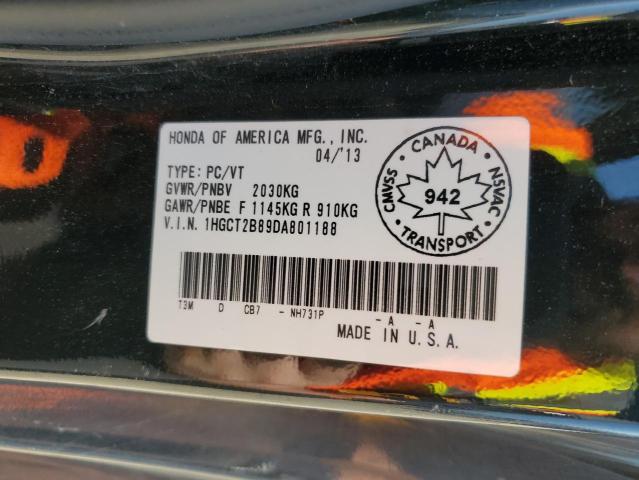 HONDA OF AMERICA MFG., INC.
04/'13
TYPE: PC/VT
GVWR/PNBV 2030KG
GAWR/PNBE F 1145KG R 910KG
V.I.N. 1HGCT2B89DA801188
CMVSS • CANADA • NSVAC • TRANSPORT •
942
T3M D CB7 - NH731P -A -A
MADE IN U.S.A.